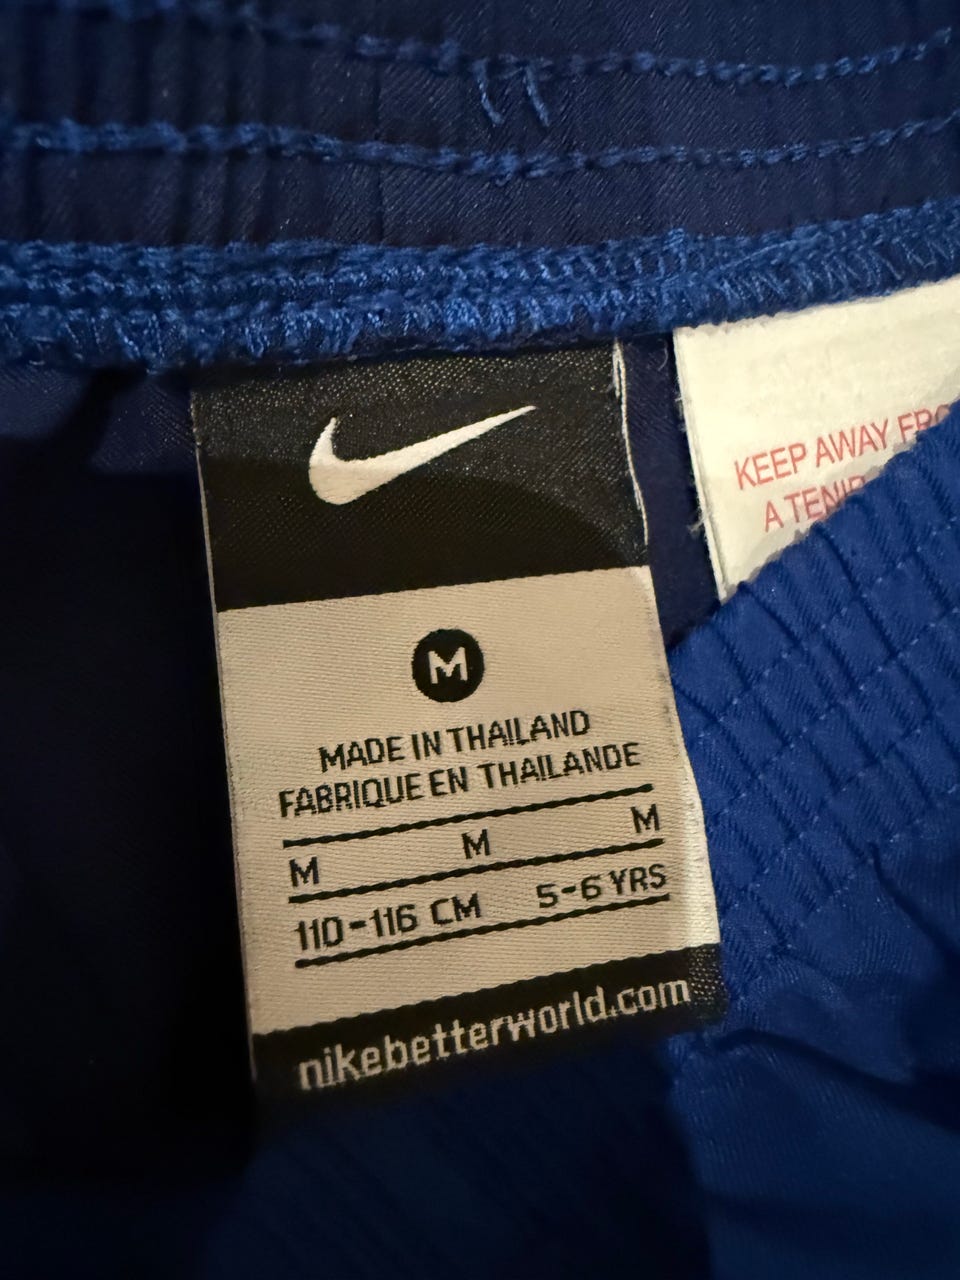 M
MADE IN THAILAND
FABRIQUE EN THAILANDE
M M M
110-116 CM 5-6 YRS
nikebetterworld.com
KEEP AWAY
A